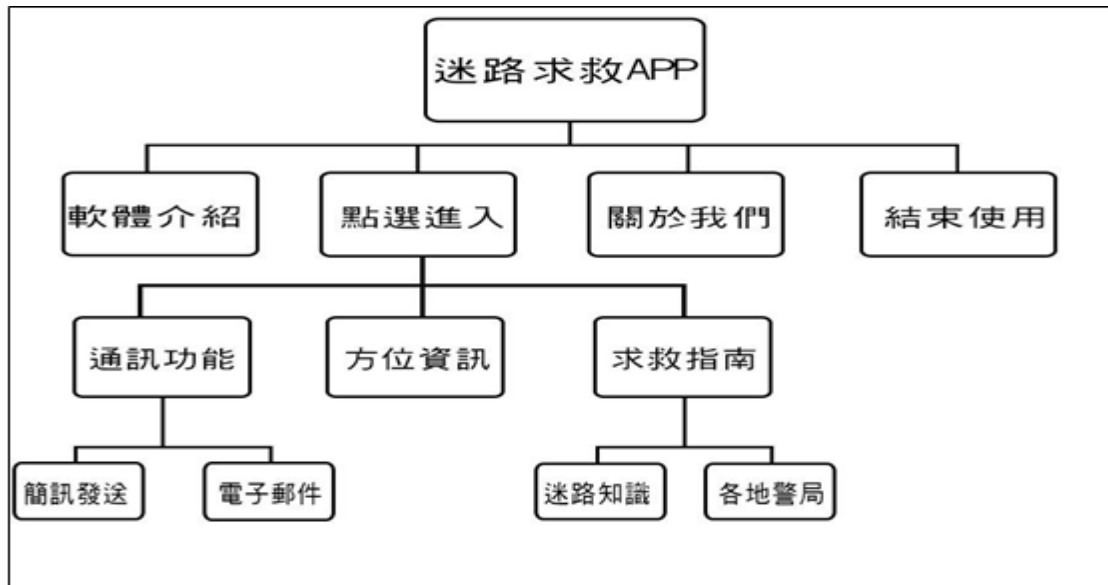 迷路求救APP
軟體介紹
點選進入
關於我們
結束使用
通訊功能
方位資訊
求救指南
簡訊發送
電子郵件
迷路知識
各地警局